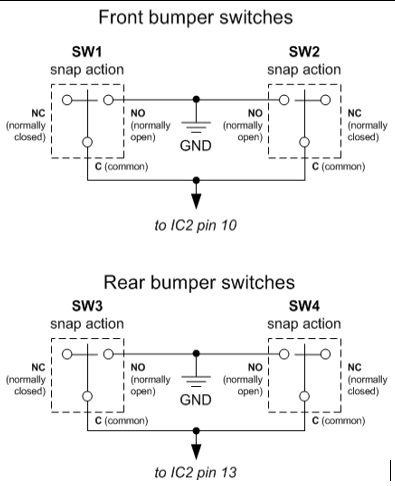 Front bumper switches
SW1
snap action
SW2
snap action
NC
(normally
closed)
NO
(normally
open)
GND
NO
(normally
open)
NC
(normally
closed)
C (common)
C (common)
to IC2 pin 10
Rear bumper switches
SW3
snap action
SW4
snap action
NC
(normally
closed)
NO
(normally
open)
GND
NO
(normally
open)
NC
(normally
closed)
C (common)
C (common)
to IC2 pin 13